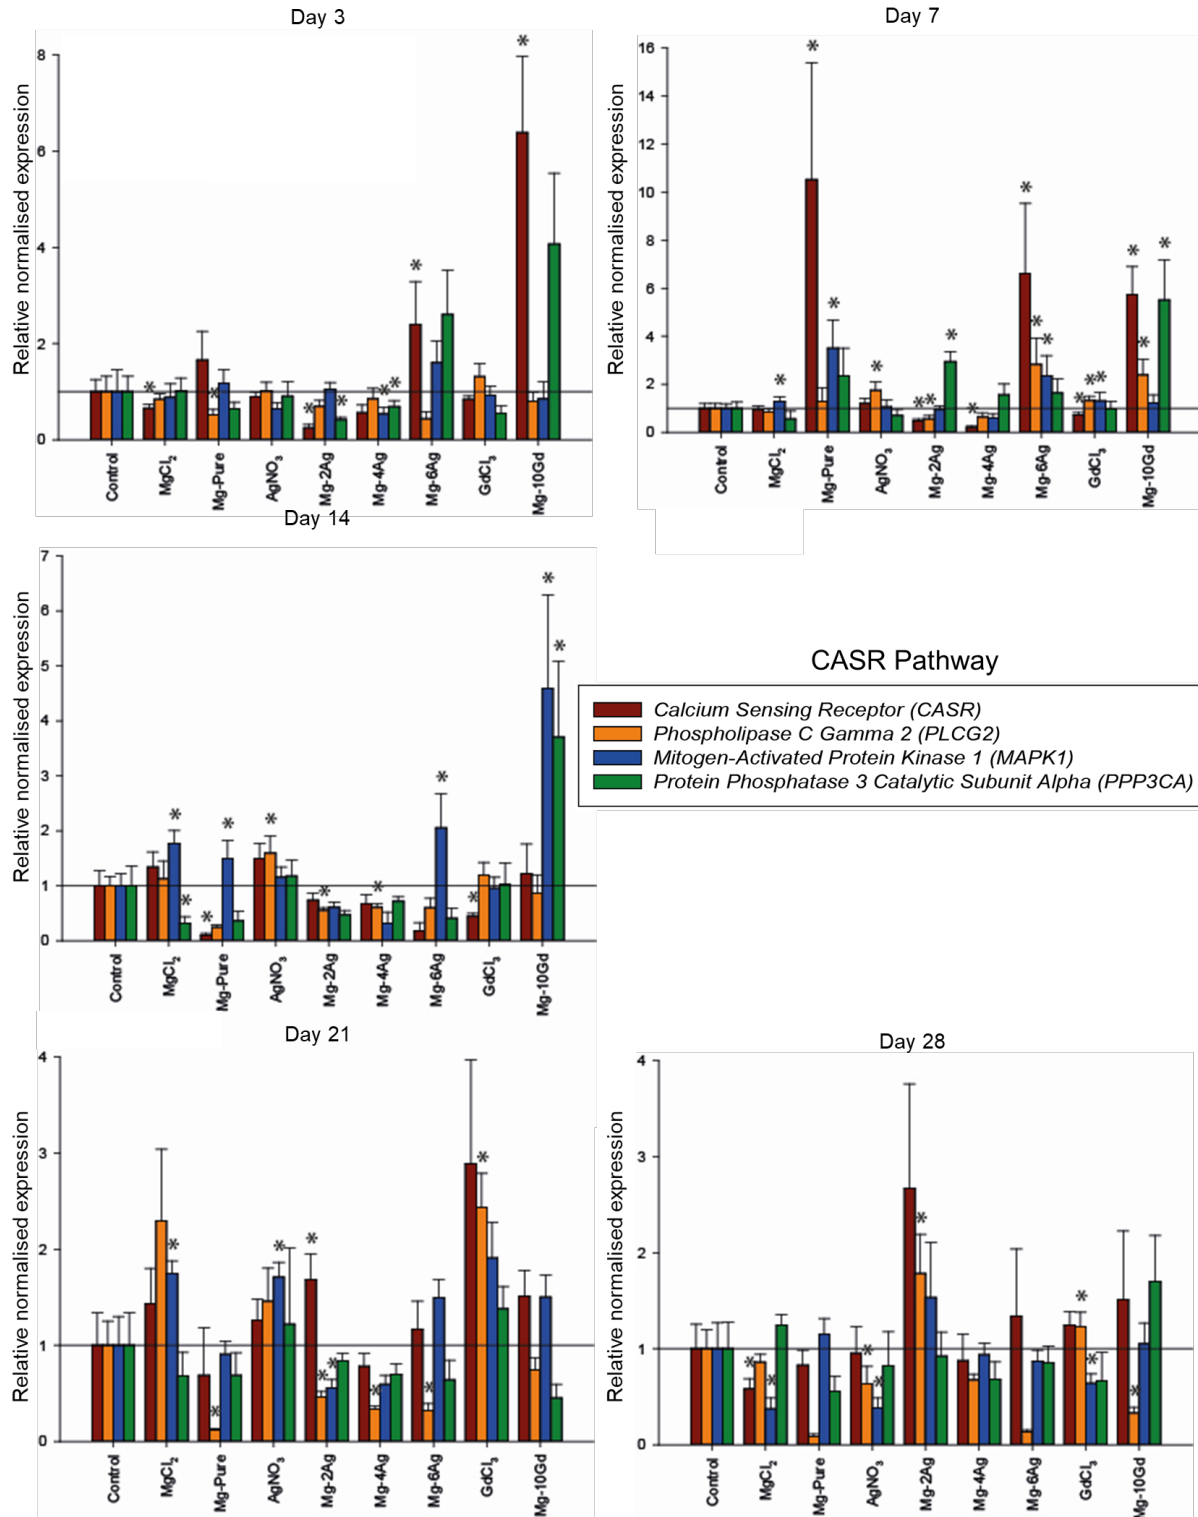 Day 3
Relative normalised expression
8
6
4
2
0
Control
MgCl2
Mg-Pure
AgNO3
Mg-2Ag
Mg-4Ag
Mg-6Ag
GdCl3
Mg-10Gd
* * * * * * * * *
Day 7
Relative normalised expression
16
14
12
10
8
6
4
2
0
Control
MgCl2
Mg-Pure
AgNO3
Mg-2Ag
Mg-4Ag
Mg-6Ag
GdCl3
Mg-10Gd
* * * * * * * * * * * * * * * * *
Day 14
Relative normalised expression
7
6
5
4
3
2
1
0
Control
MgCl2
Mg-Pure
AgNO3
Mg-2Ag
Mg-4Ag
Mg-6Ag
GdCl3
Mg-10Gd
* * * * * * * * * * *
CASR Pathway
Calcium Sensing Receptor (CASR)
Phospholipase C Gamma 2 (PLCG2)
Mitogen-Activated Protein Kinase 1 (MAPK1)
Protein Phosphatase 3 Catalytic Subunit Alpha (PPP3CA)
Day 21
Relative normalised expression
4
3
2
1
0
Control
MgCl2
Mg-Pure
AgNO3
Mg-2Ag
Mg-4Ag
Mg-6Ag
GdCl3
Mg-10Gd
* * * * * * * * *
Day 28
Relative normalised expression
4
3
2
1
0
Control
MgCl2
Mg-Pure
AgNO3
Mg-2Ag
Mg-4Ag
Mg-6Ag
GdCl3
Mg-10Gd
* * * * * * * *